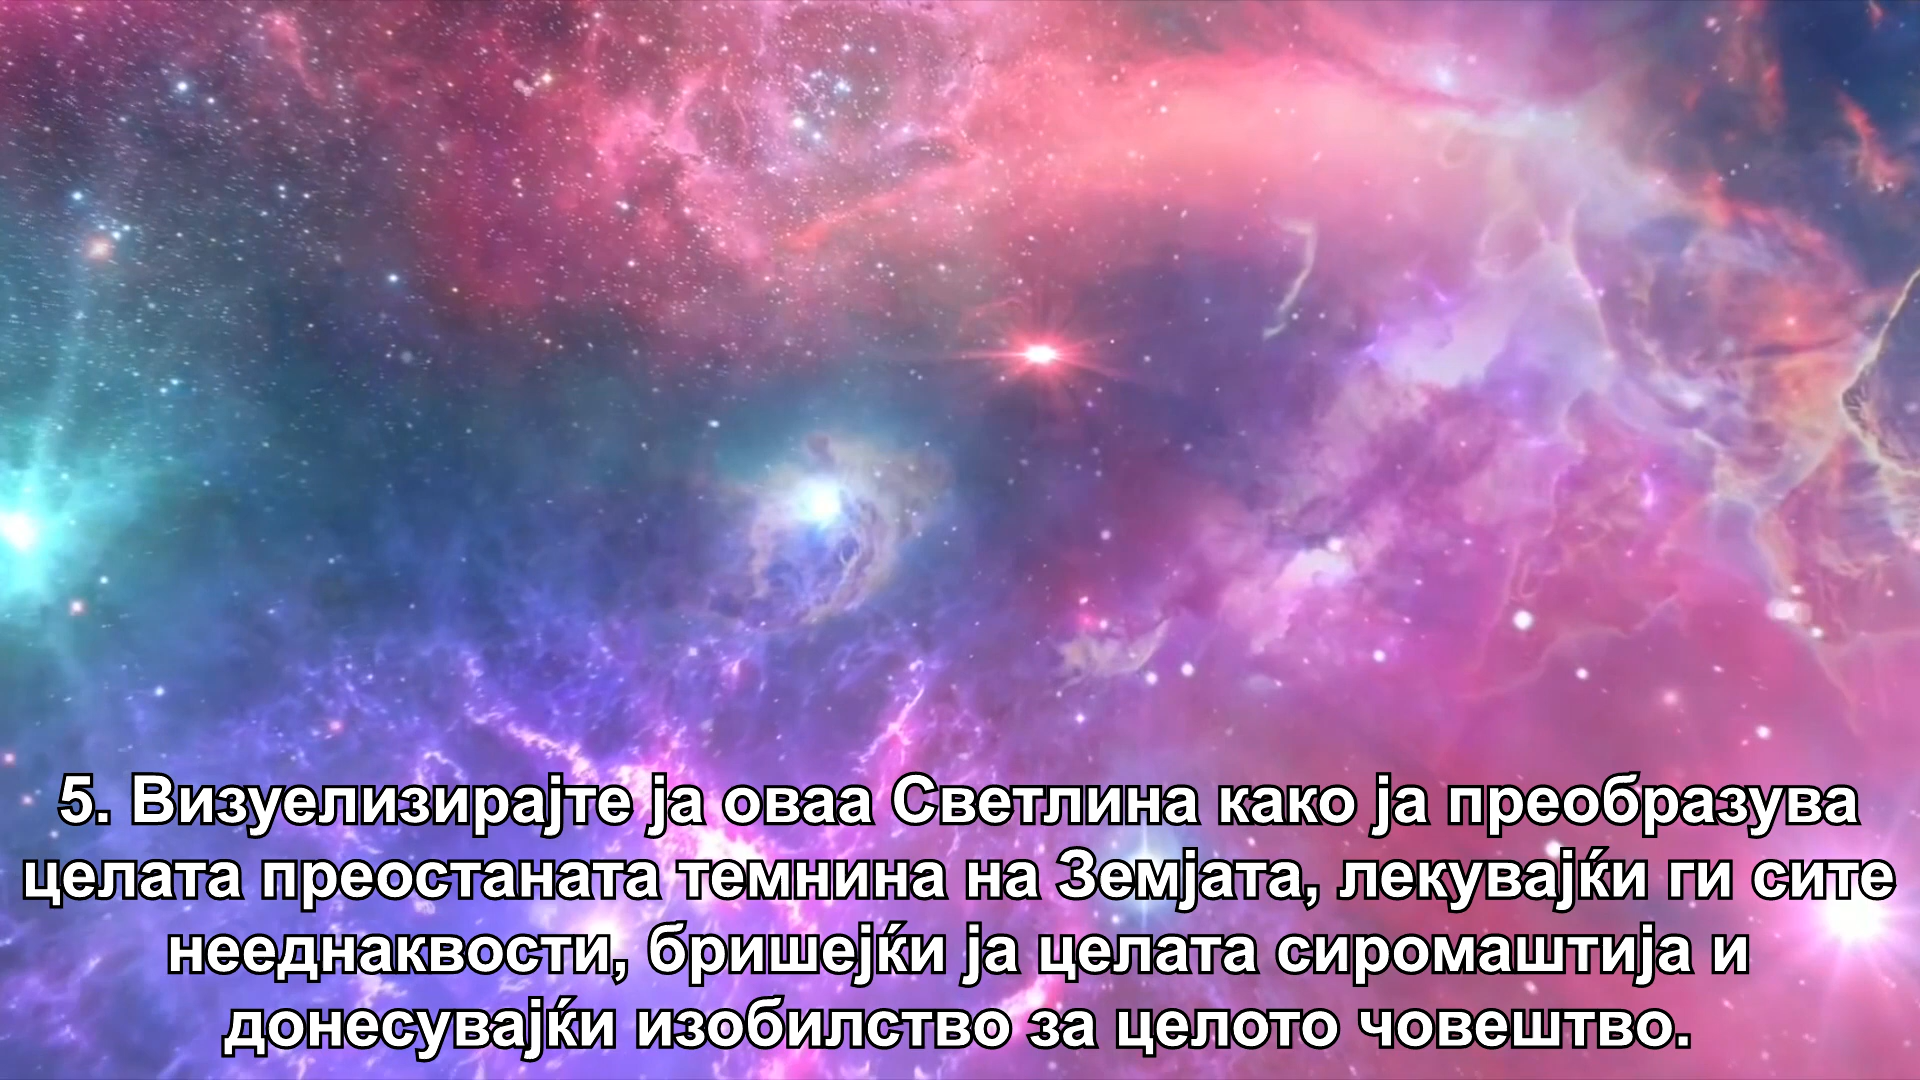 5. Визуелизирајте ја оваа Светлина како ја преобразува
целата преостаната темнина на Земјата, лекувајќи ги сите
нееднаквости, бришејќи ја целата сиромаштија и
донесувајќи изобилство за целото човештво.